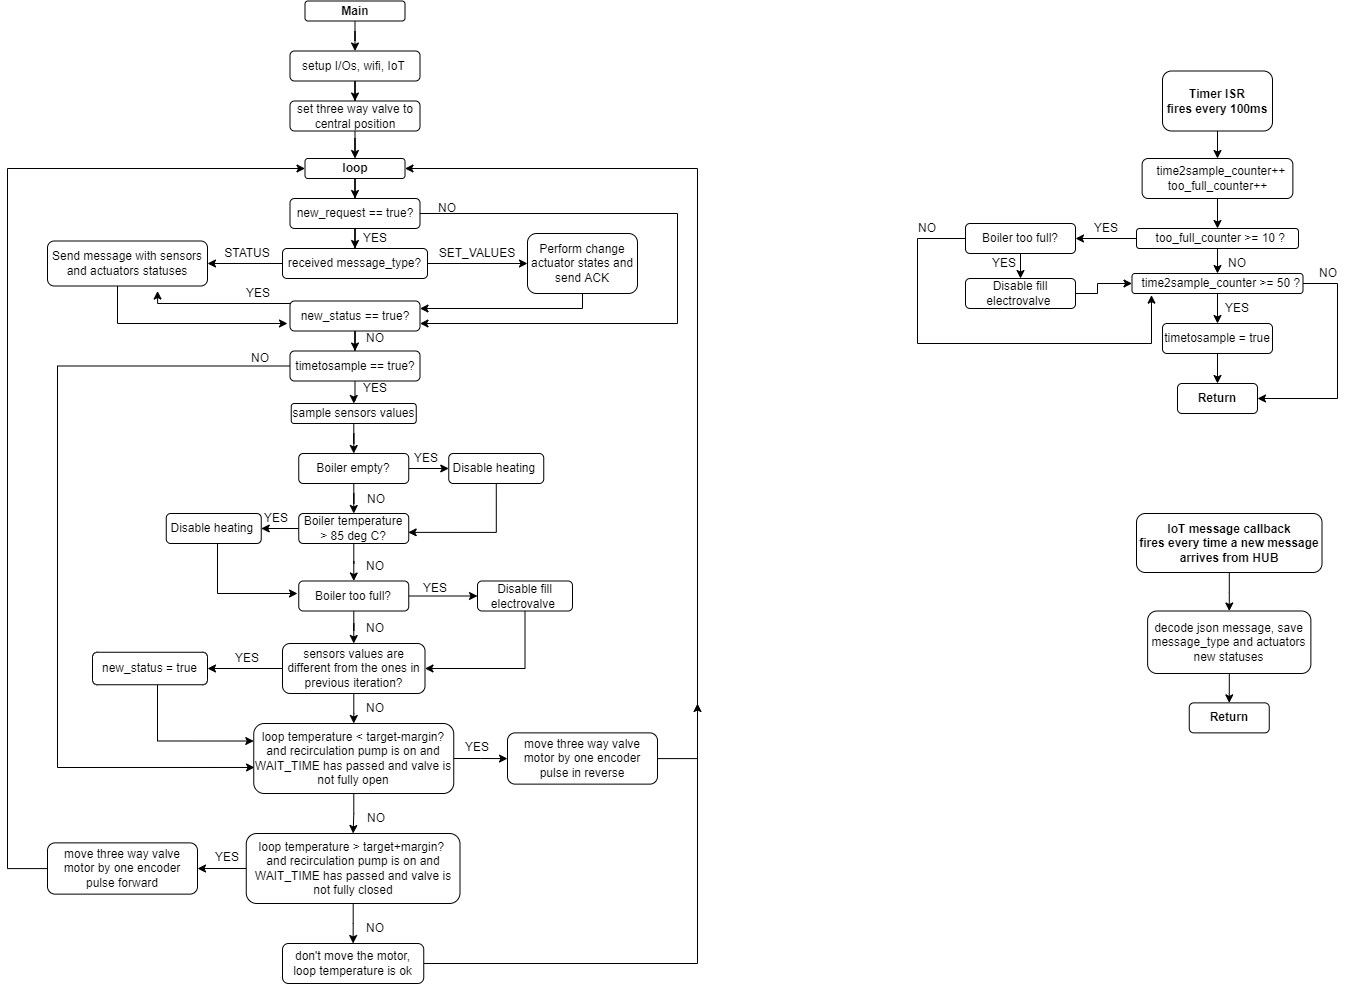 Main
setup I/Os, wifi, IoT
set three way valve to
central position
loop
new_request == true?
NO
YES
STATUS
Send message with sensors
and actuators statuses
received message_type?
SET_VALUES
Perform change
actuator states and
send ACK
YES
new_status == true?
NO
NO
timetosample == true?
YES
sample sensors values
Boiler empty?
YES
Disable heating
NO
Disable heating
YES
Boiler temperature
> 85 deg C?
NO
Boiler too full?
YES
Disable fill
electrovalve
NO
new_status = true
YES
sensors values are
different from the ones in
previous iteration?
NO
loop temperature < target-margin?
and recirculation pump is on and
WAIT_TIME has passed and valve is
not fully open
YES
move three way valve
motor by one encoder
pulse in reverse
NO
move three way valve
motor by one encoder
pulse forward
YES
loop temperature > target+margin?
and recirculation pump is on and
WAIT_TIME has passed and valve is
not fully closed
NO
don't move the motor,
loop temperature is ok
Timer ISR
fires every 100ms
time2sample_counter++
too_full_counter++
NO
Boiler too full?
YES
too_full_counter >= 10 ?
YES
NO
Disable fill
electrovalve
time2sample_counter >= 50 ?
NO
YES
timetosample = true
Return
IoT message callback
fires every time a new message
arrives from HUB
decode json message, save
message_type and actuators
new statuses
Return